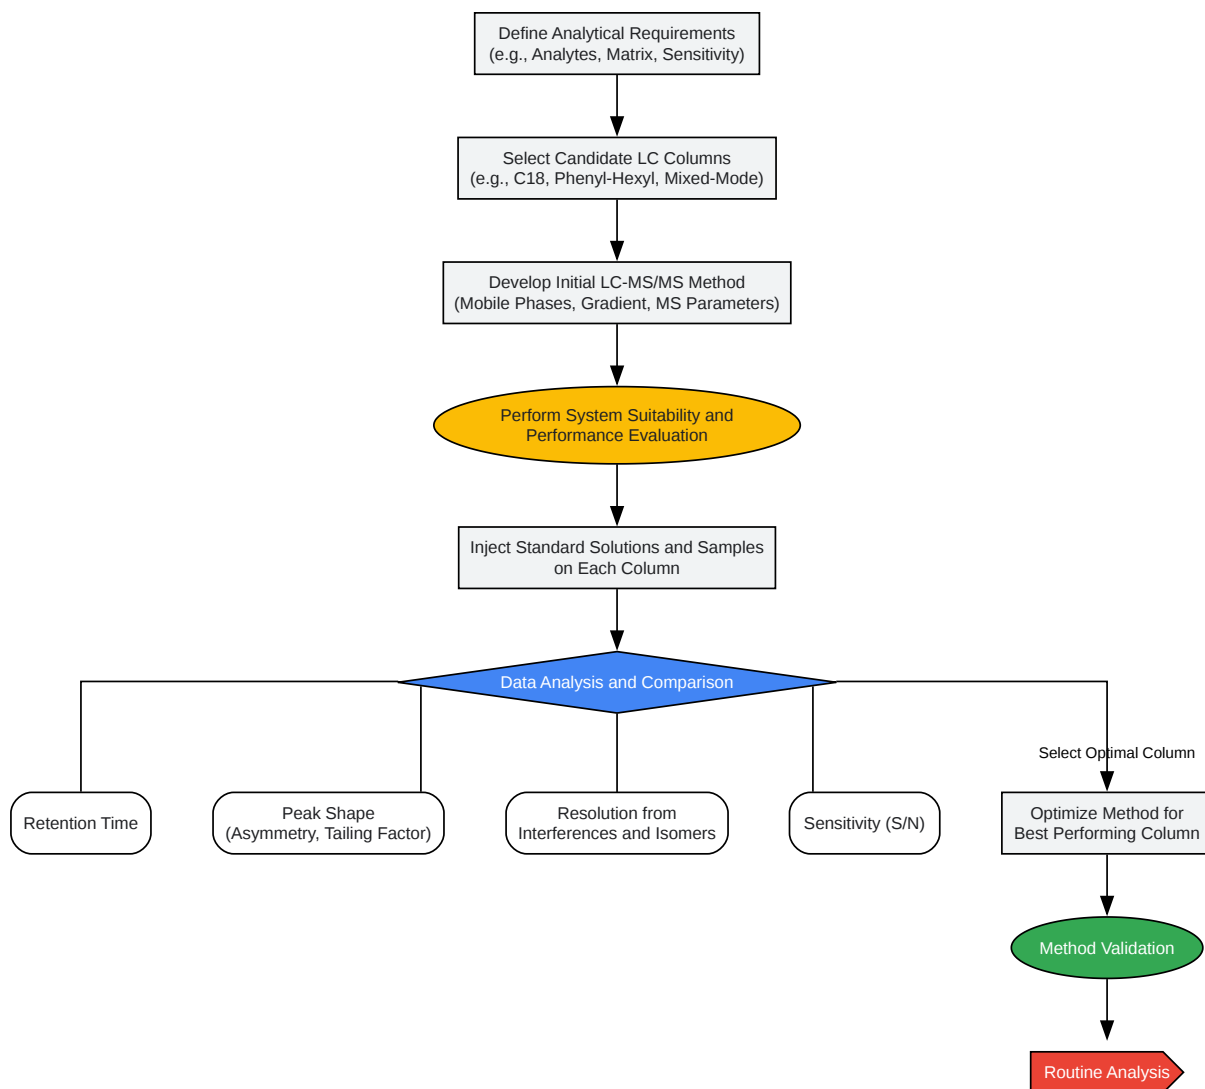 Define Analytical Requirements
(e.g., Analytes, Matrix, Sensitivity)
Select Candidate LC Columns
(e.g., C18, Phenyl-Hexyl, Mixed-Mode)
Develop Initial LC-MS/MS Method
(Mobile Phases, Gradient, MS Parameters)
Perform System Suitability and
Performance Evaluation
Inject Standard Solutions and Samples
on Each Column
Data Analysis and Comparison
Select Optimal Column
Retention Time
Peak Shape
(Asymmetry, Tailing Factor)
Resolution from
Interferences and Isomers
Sensitivity (S/N)
Optimize Method for
Best Performing Column
Method Validation
Routine Analysis